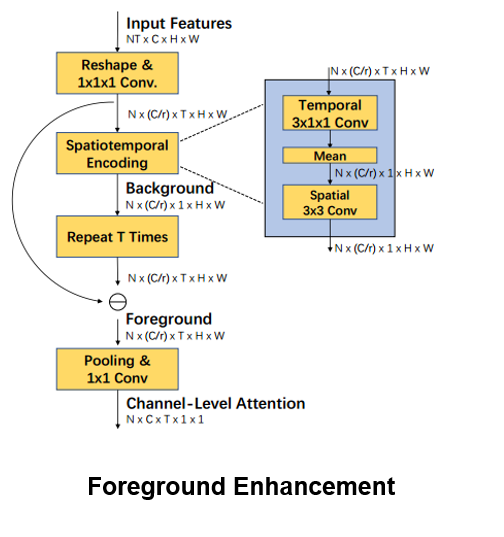 Input Features
NT x C x H x W
Reshape &
1x1x1 Conv.
N x (C/r) x T x H x W
Spatiotemporal
Encoding
Background
N x (C/r) x 1 x H x W
Repeat T Times
N x (C/r) x T x H x W
Foreground
N x (C/r) x T x H x W
Pooling &
1x1 Conv
Channel-Level Attention
N x C x T x 1 x 1
N x (C/r) x T x H x W
Temporal
3x1x1 Conv
Mean
N x (C/r) x 1 x H x W
Spatial
3x3 Conv
N x (C/r) x 1 x H x W
Foreground Enhancement